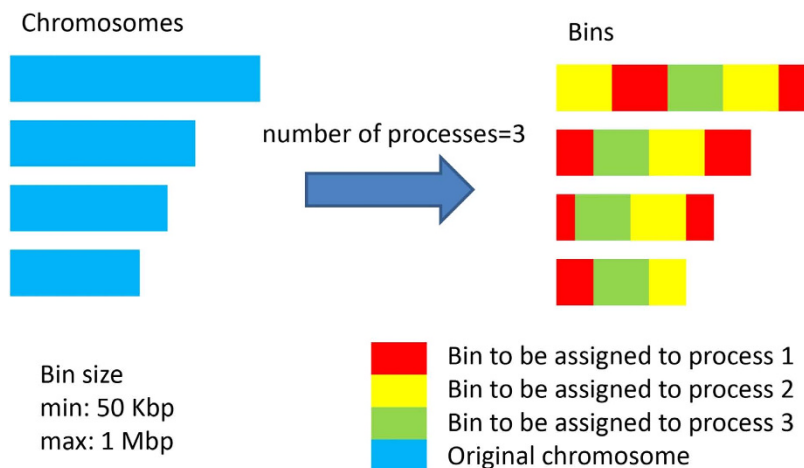 Chromosomes
Bins
number of processes=3
Bin size
min: 50 Kbp
max: 1 Mbp
Bin to be assigned to process 1
Bin to be assigned to process 2
Bin to be assigned to process 3
Original chromosome